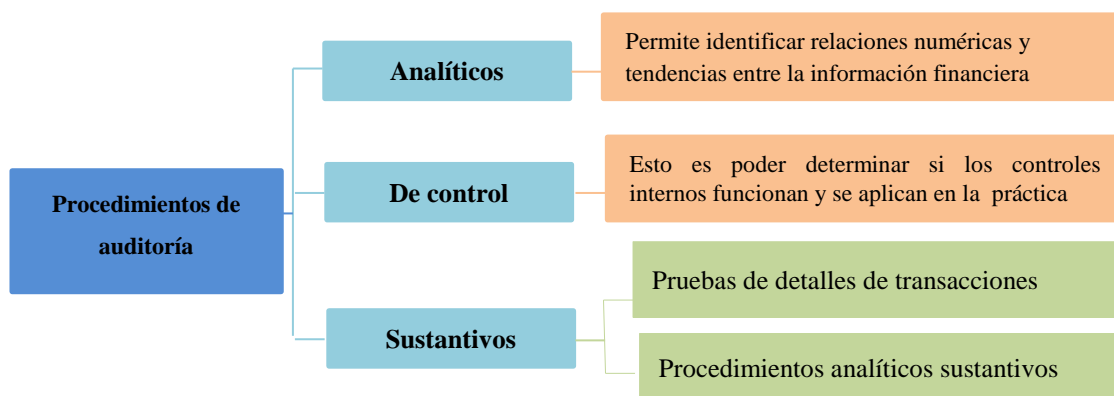 Procedimientos de
auditoría
Analíticos
Permite identificar relaciones numéricas y
tendencias entre la información financiera
De control
Esto es poder determinar si los controles
internos funcionan y se aplican en la práctica
Sustantivos
Pruebas de detalles de transacciones
Procedimientos analíticos sustantivos